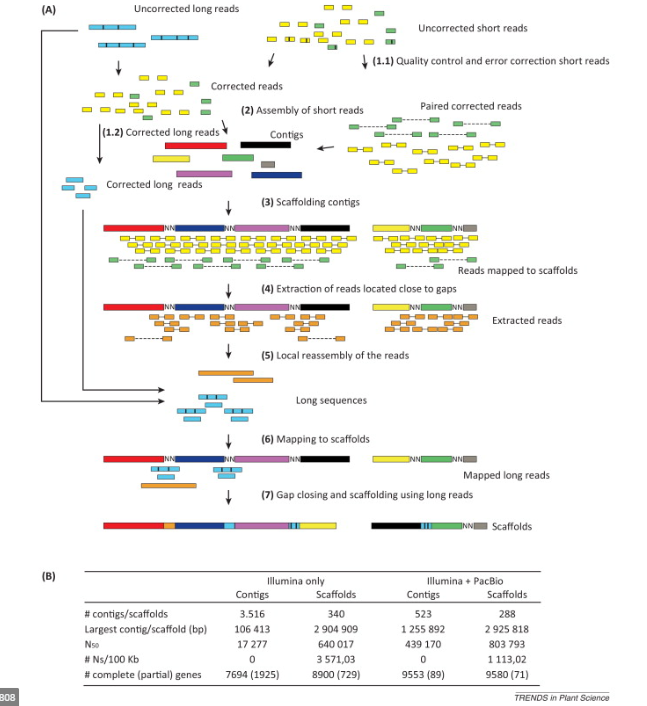 (A)
Uncorrected long reads
Uncorrected short reads
(1.1) Quality control and error correction short reads
Corrected reads
Paired corrected reads
(2) Assembly of short reads
(1.2) Corrected long reads
Contigs
Corrected long reads
(3) Scaffolding contigs
NN NN NN NN NN
Reads mapped to scaffolds
(4) Extraction of reads located close to gaps
NN NN NN NN NN
Extracted reads
(5) Local reassembly of the reads
Long sequences
(6) Mapping to scaffolds
NN NN NN NN NN
Mapped long reads
(7) Gap closing and scaffolding using long reads
NN Scaffolds
(B)
Illumina only Illumina + PacBio
Contigs Scaffolds Contigs Scaffolds
# contigs/scaffolds 3.516 340 523 288
Largest contig/scaffold (bp) 106 413 2 904 909 1 255 892 2 925 818
N50 17 277 640 017 439 170 803 793
# Ns/100 Kb 0 3 571,03 0 1 113,02
# complete (partial) genes 7694 (1925) 8900 (729) 9553 (89) 9580 (71)
808
TRENDS in Plant Science